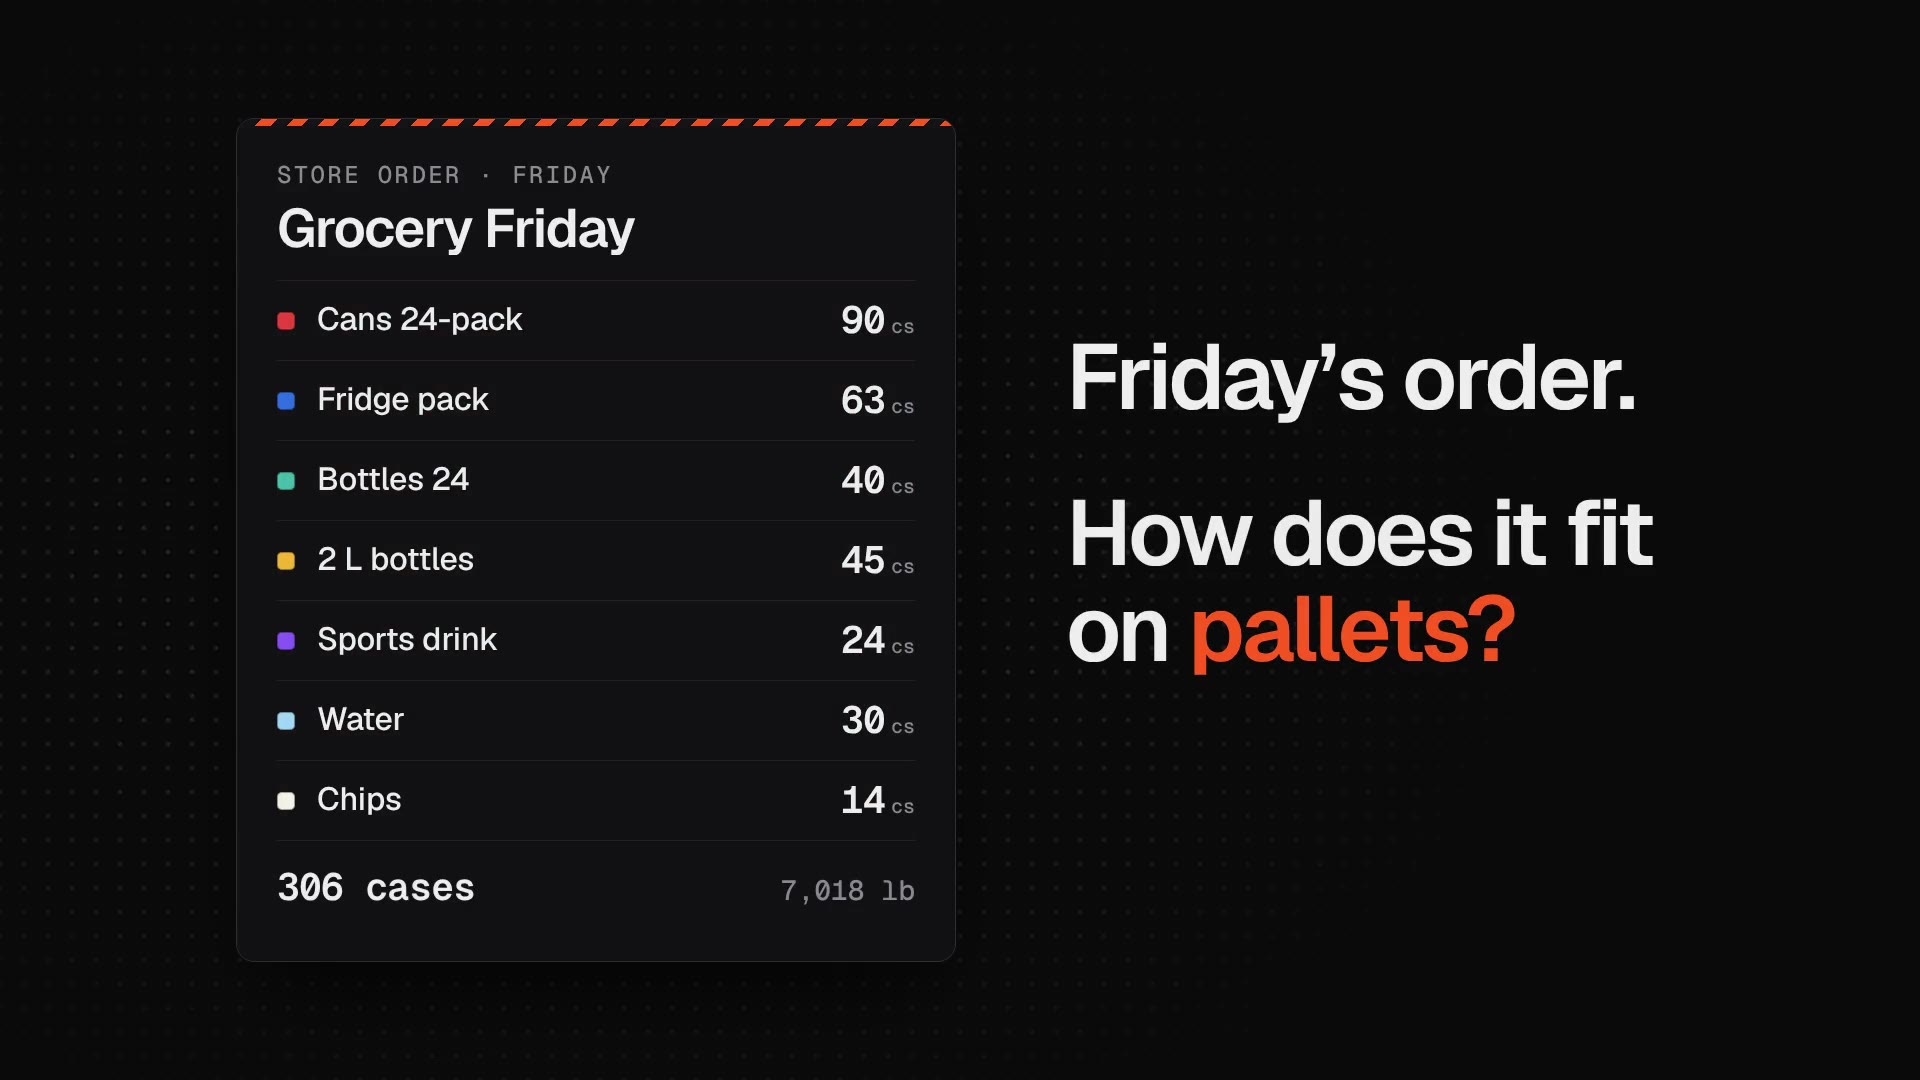 STORE ORDER · FRIDAY
Grocery Friday
Cans 24-pack 90 cs
Fridge pack 63 cs
Bottles 24 40 cs
2 L bottles 45 cs
Sports drink 24 cs
Water 30 cs
Chips 14 cs
306 cases 7,018 lb
Friday’s order.
How does it fit
on pallets?